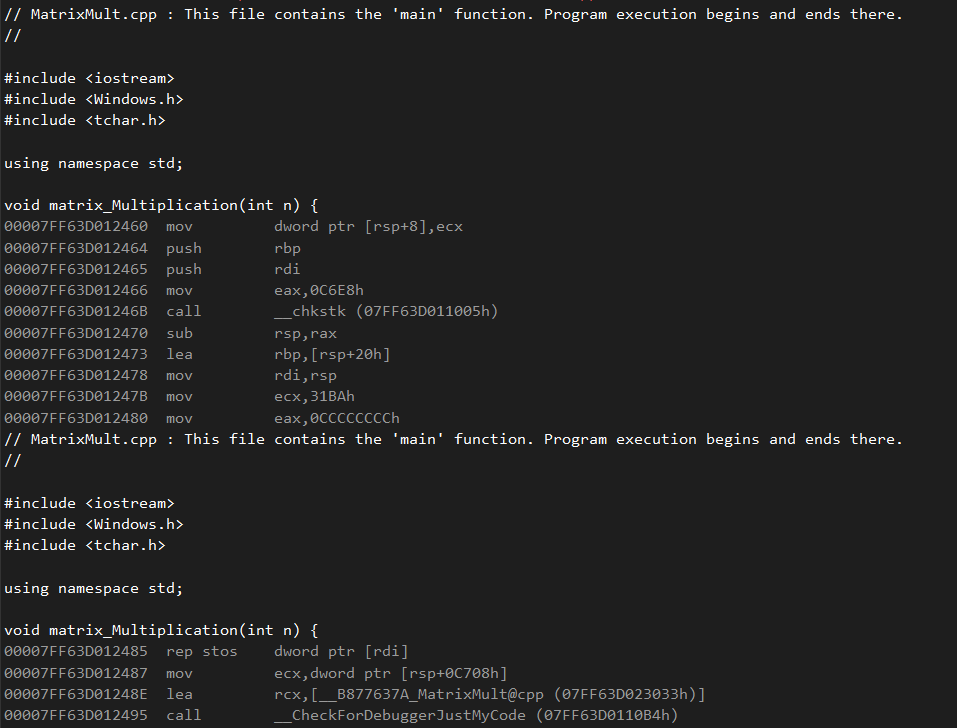 // MatrixMult.cpp : This file contains the 'main' function. Program execution begins and ends there.
//
#include <iostream>
#include <Windows.h>
#include <tchar.h>
using namespace std;
void matrix_Multiplication(int n) {
00007FF63D012460  mov         dword ptr [rsp+8],ecx
00007FF63D012464  push        rbp
00007FF63D012465  push        rdi
00007FF63D012466  mov         eax,0C6E8h
00007FF63D01246B  call        __chkstk (07FF63D011005h)
00007FF63D012470  sub         rsp,rax
00007FF63D012473  lea         rbp,[rsp+20h]
00007FF63D012478  mov         rdi,rsp
00007FF63D01247B  mov         ecx,31BAh
00007FF63D012480  mov         eax,0CCCCCCCCh
// MatrixMult.cpp : This file contains the 'main' function. Program execution begins and ends there.
//
#include <iostream>
#include <Windows.h>
#include <tchar.h>
using namespace std;
void matrix_Multiplication(int n) {
00007FF63D012485  rep stos    dword ptr [rdi]
00007FF63D012487  mov         ecx,dword ptr [rsp+0C708h]
00007FF63D01248E  lea         rcx,[__B877637A_MatrixMult@cpp (07FF63D023033h)]
00007FF63D012495  call        __CheckForDebuggerJustMyCode (07FF63D0110B4h)